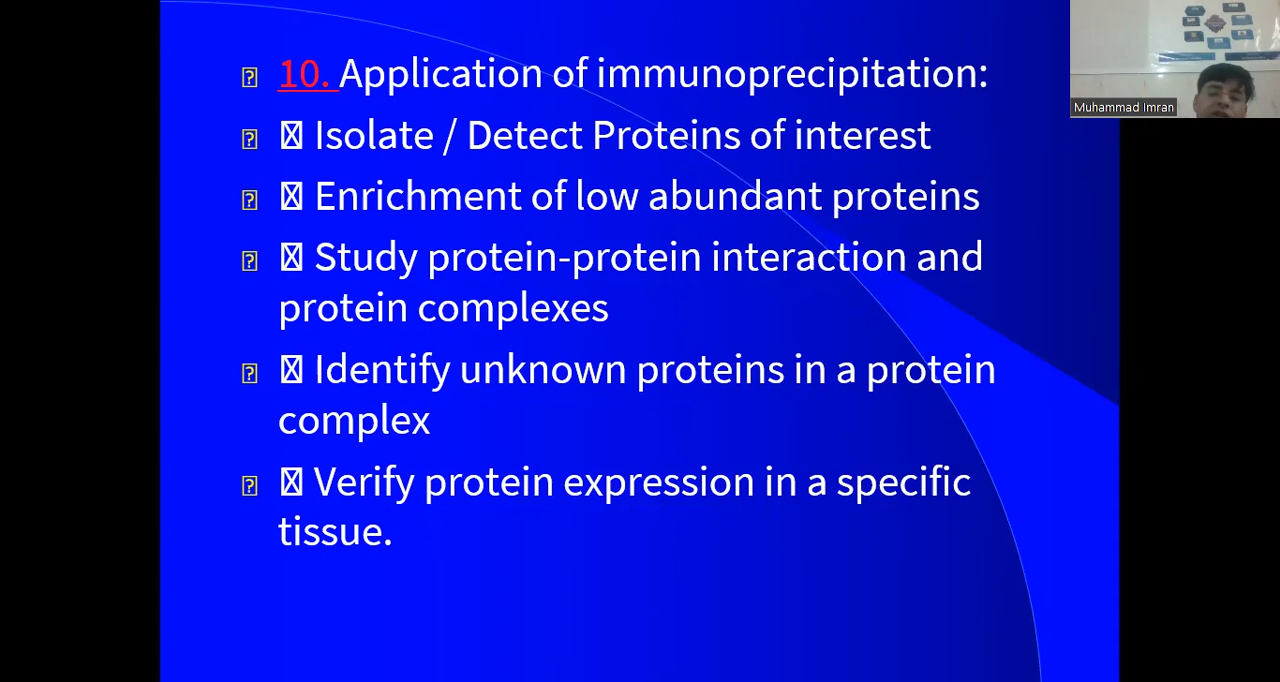 10. Application of immunoprecipitation:
Isolate / Detect Proteins of interest
Enrichment of low abundant proteins
Study protein-protein interaction and
protein complexes
Identify unknown proteins in a protein
complex
Verify protein expression in a specific
tissue.
Muhammad Imran